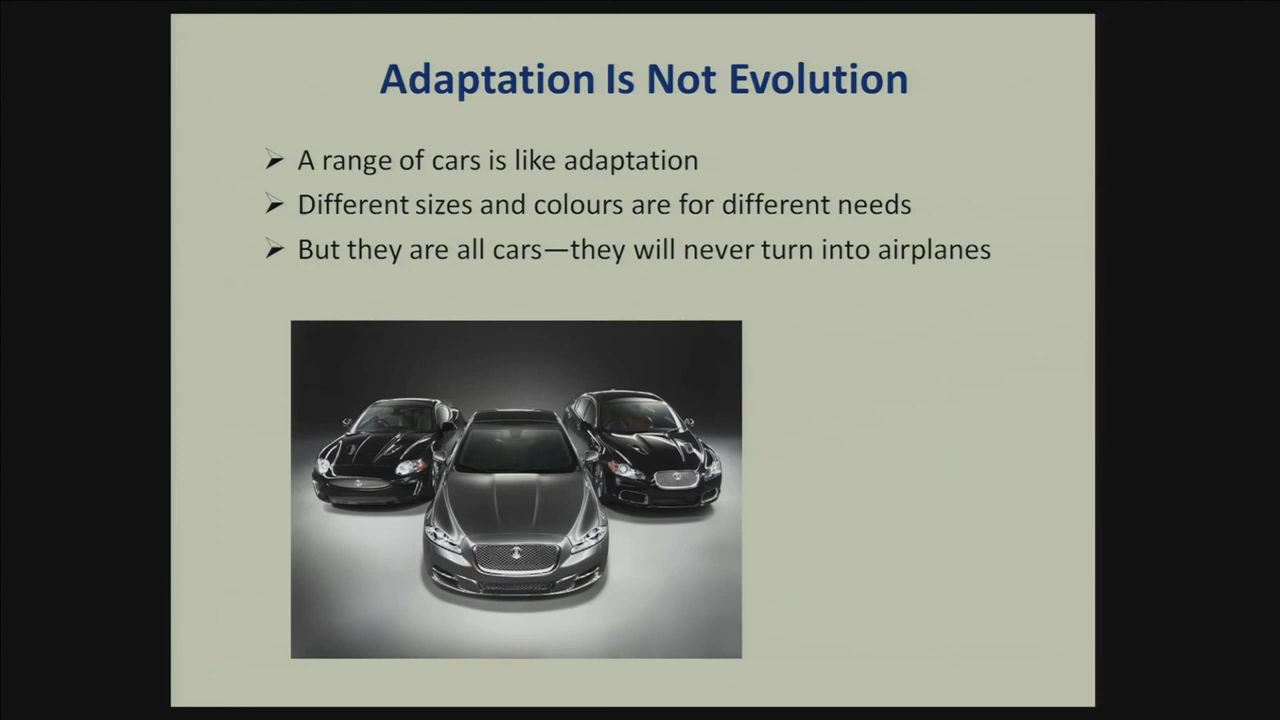 Adaptation Is Not Evolution
➢ A range of cars is like adaptation
➢ Different sizes and colours are for different needs
➢ But they are all cars—they will never turn into airplanes